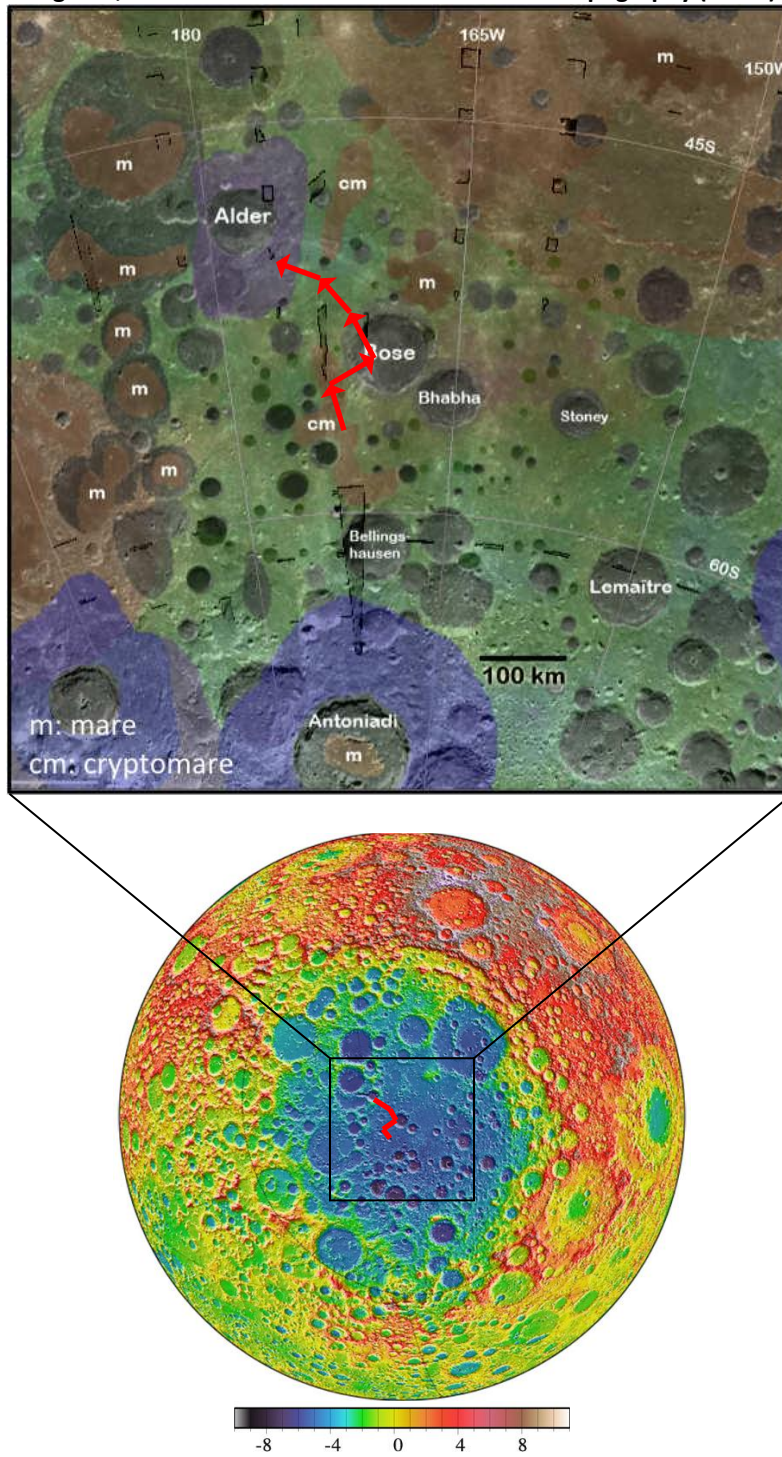 180
165W
150W
m
45S
m
cm
Alder
m
m
m
Bose
m
Bhabha
Stoney
cm
m
m
Bellings
hausen
60S
Lemaître
100 km
Antoniadi
m: mare
m
cm: cryptomare
-8 -4 0 4 8